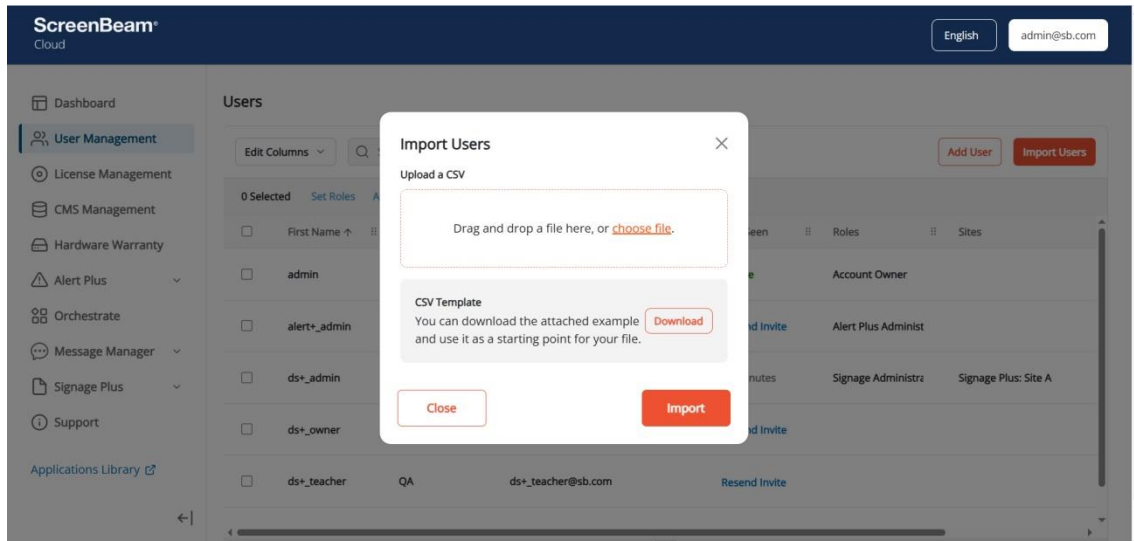 ScreenBeam®
Cloud
English
admin@sb.com
Dashboard
User Management
License Management
CMS Management
Hardware Warranty
Alert Plus
Orchestrate
Message Manager
Signage Plus
Support
Applications Library
Users
Edit Columns
Add User
Import Users
0 Selected Set Roles
First Name Roles Sites
admin Account Owner
alert+_admin Alert Plus Administ
ds+_admin Signage Administra Signage Plus: Site A
ds+_owner
ds+_teacher QA ds+_teacher@sb.com Resend Invite
Import Users
Upload a CSV
Drag and drop a file here, or choose file.
CSV Template
You can download the attached example
and use it as a starting point for your file.
Download
Close
Import